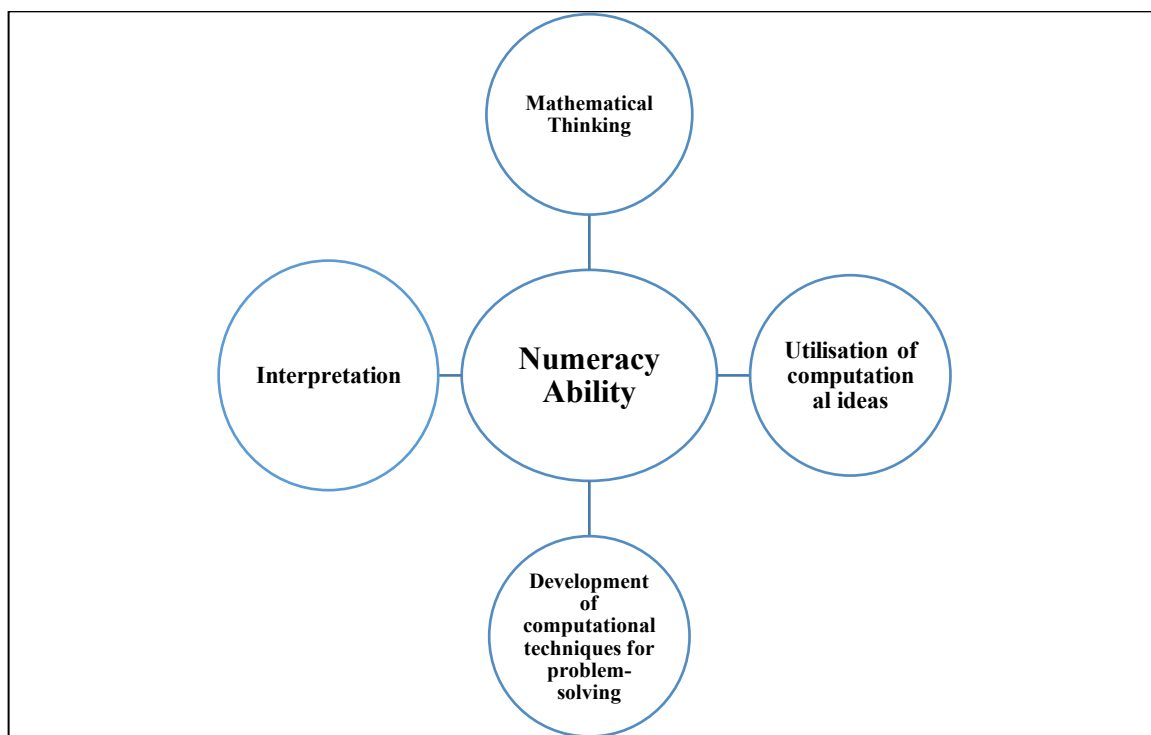 Mathematical
Thinking
Interpretation
Numeracy
Ability
Utilisation of
computation
al ideas
Development
of
computational
techniques for
problem-
solving